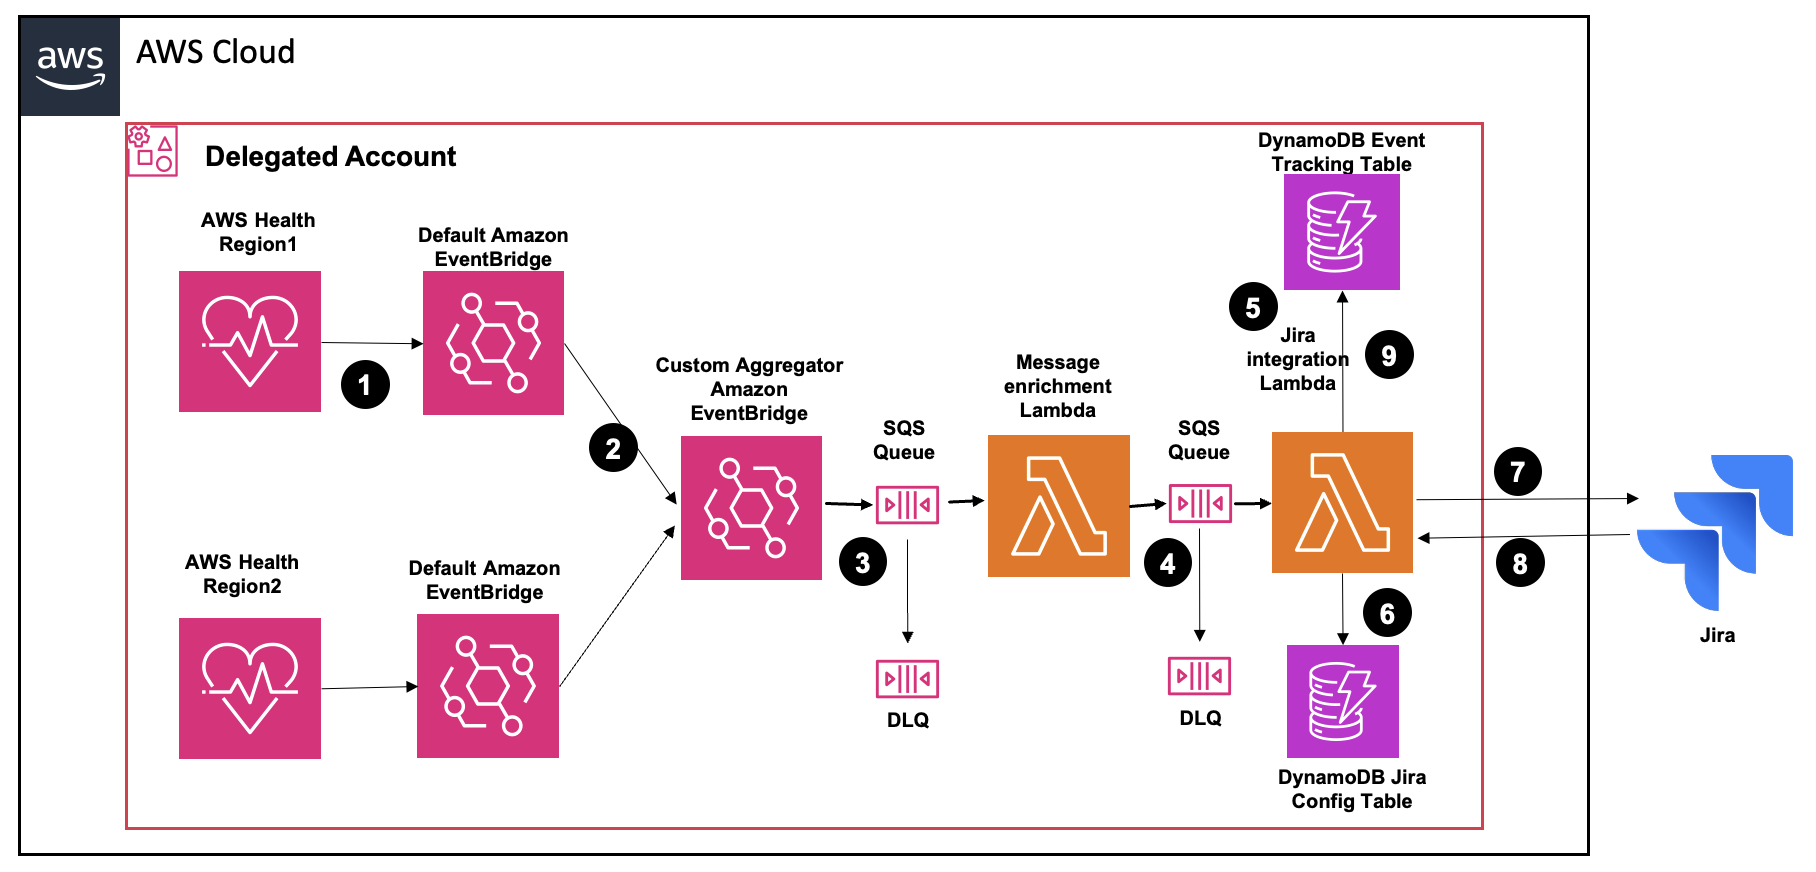 aws
AWS Cloud
Delegated Account
AWS Health
Region1
Default Amazon
EventBridge
1
2
AWS Health
Region2
Default Amazon
EventBridge
Custom Aggregator
Amazon
EventBridge
3
SQS
Queue
DLQ
Message
enrichment
Lambda
4
SQS
Queue
DLQ
DynamoDB Event
Tracking Table
5
Jira
integration
Lambda
9
6
DynamoDB Jira
Config Table
7
8
Jira